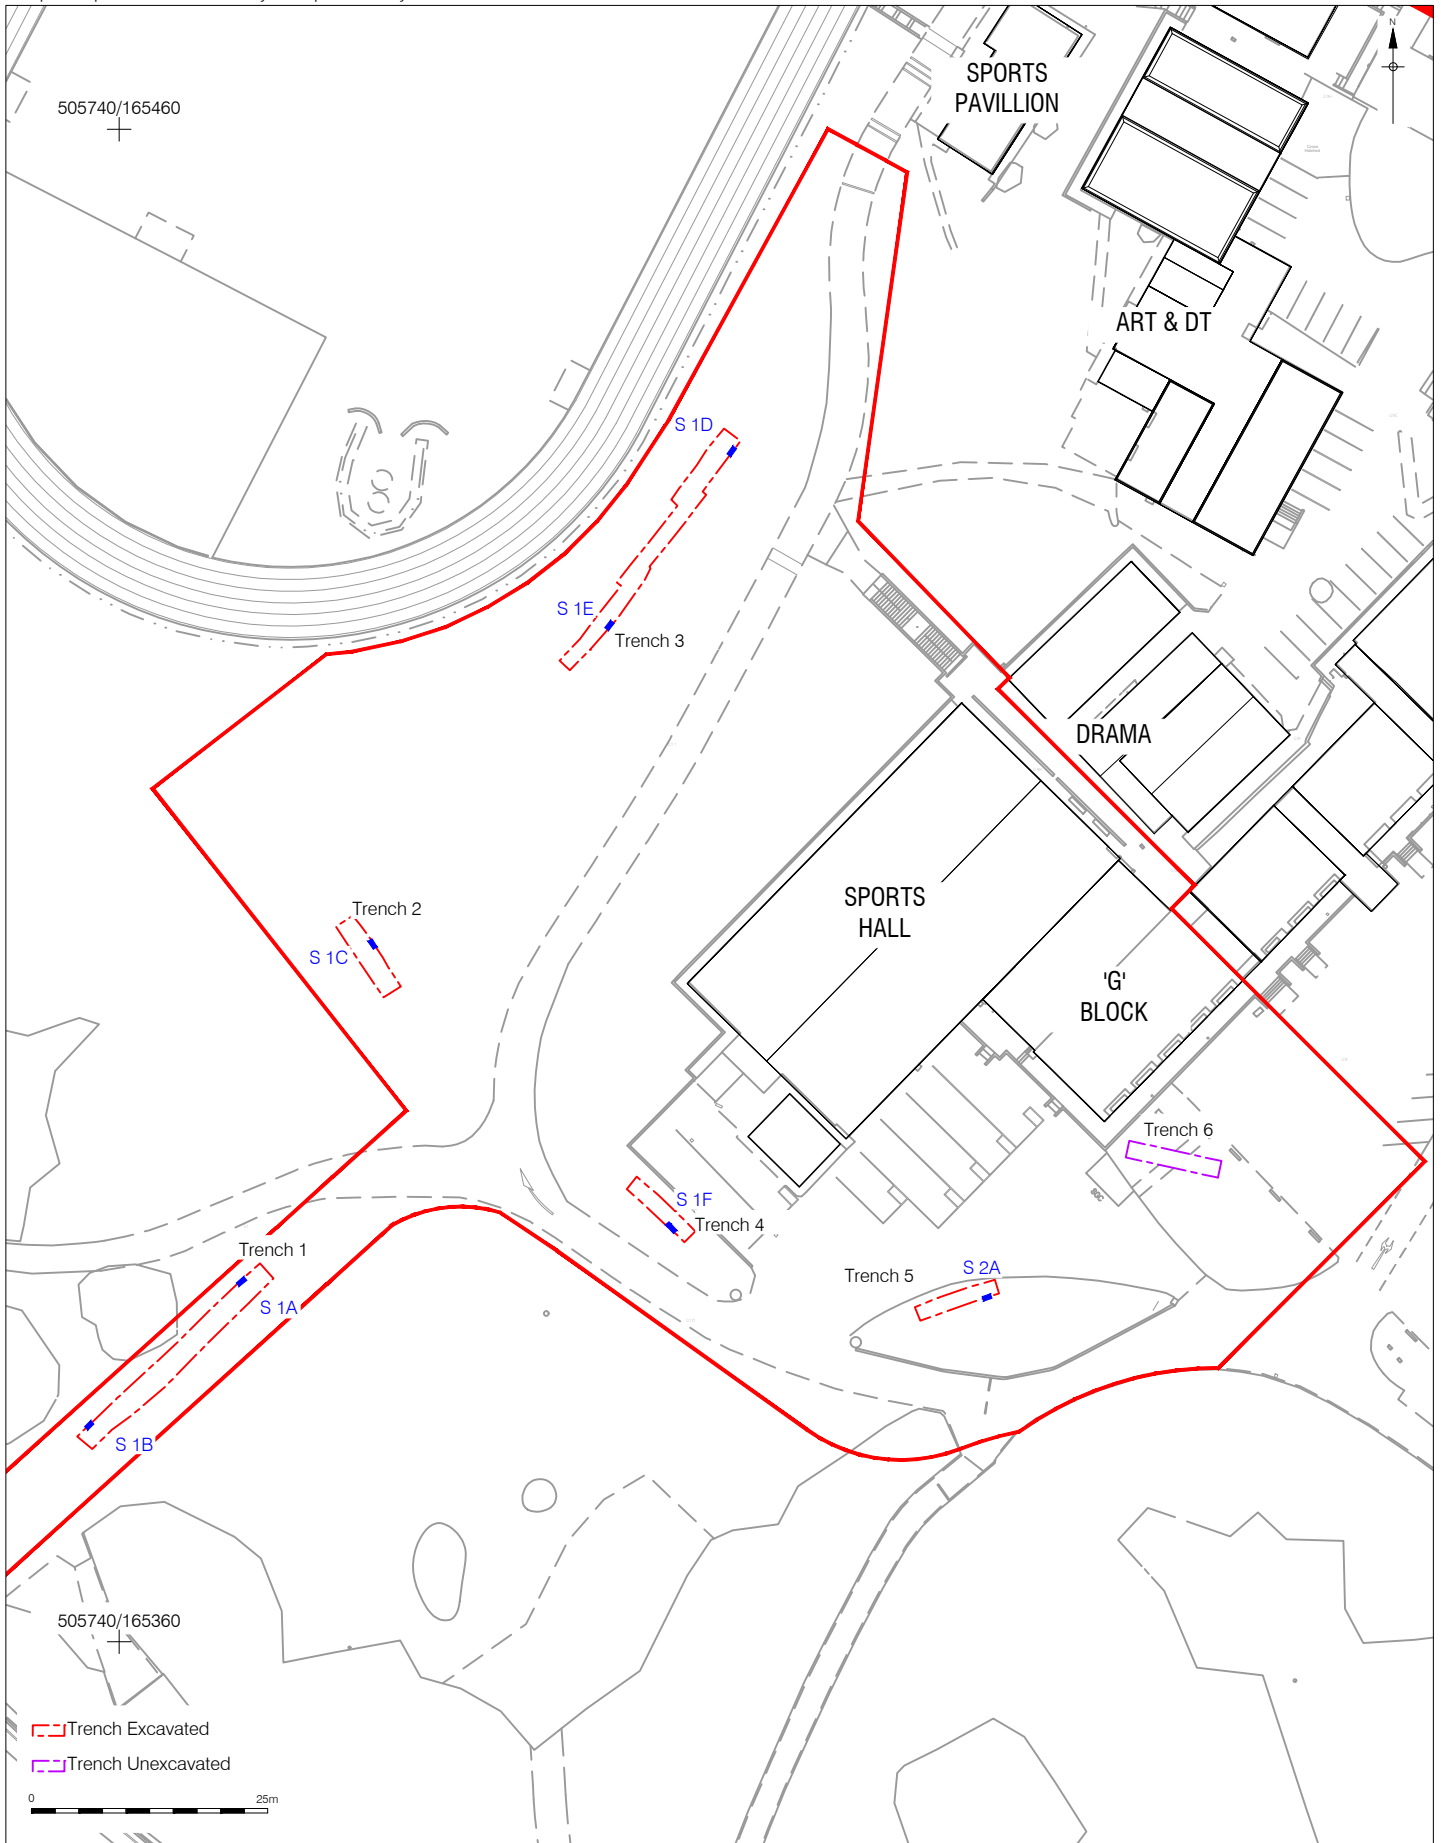 N
SPORTS
PAVILLION
505740/165460
ART & DT
S 1D
S 1E
Trench 3
DRAMA
SPORTS
HALL
Trench 2
S 1C
'G'
BLOCK
Trench 6
S 1F
Trench 4
Trench 1
S 1A
Trench 5
S 2A
S 1B
505740/165360
Trench Excavated
Trench Unexcavated
0
25m